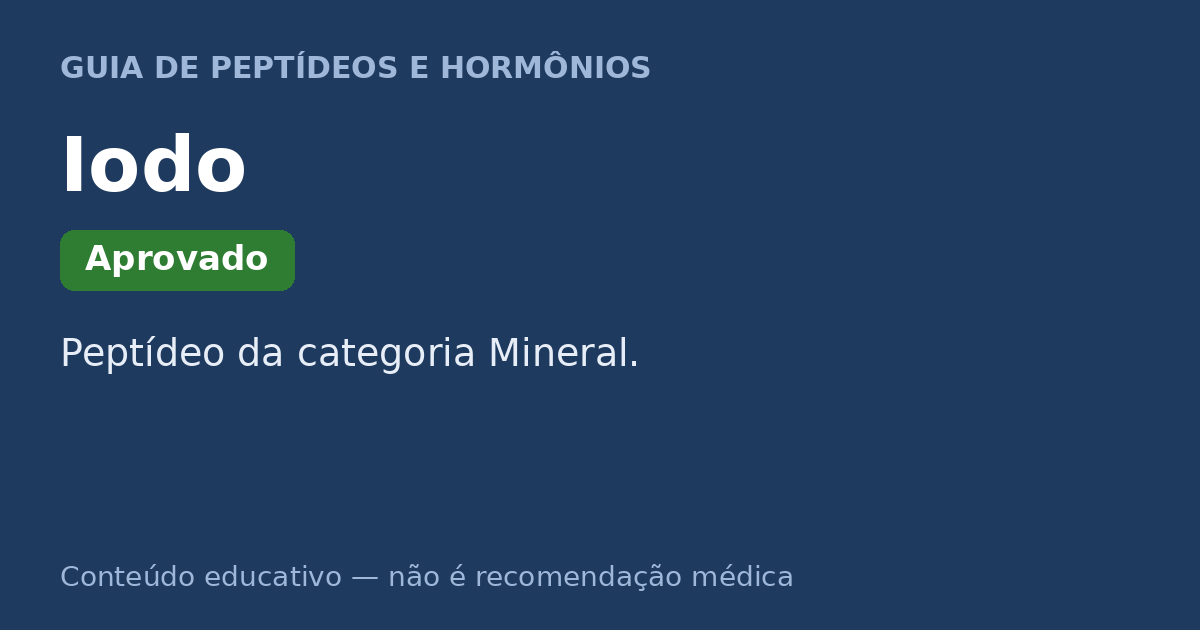 GUIA DE PEPTÍDEOS E HORMÔNIOS
Iodo
Aprovado
Peptídeo da categoria Mineral.
Conteúdo educativo — não é recomendação médica